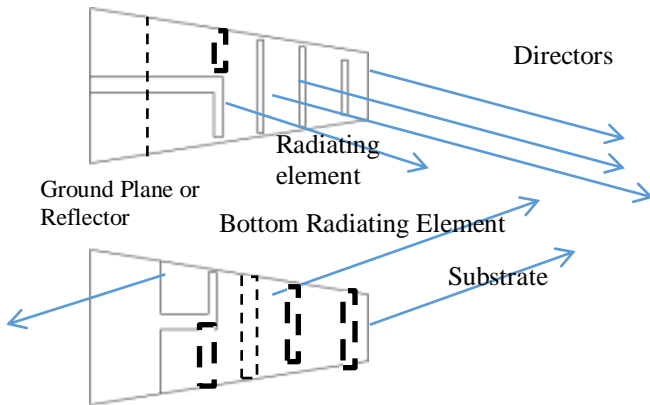 Directors
Radiating
element
Ground Plane or
Reflector
Bottom Radiating Element
Substrate